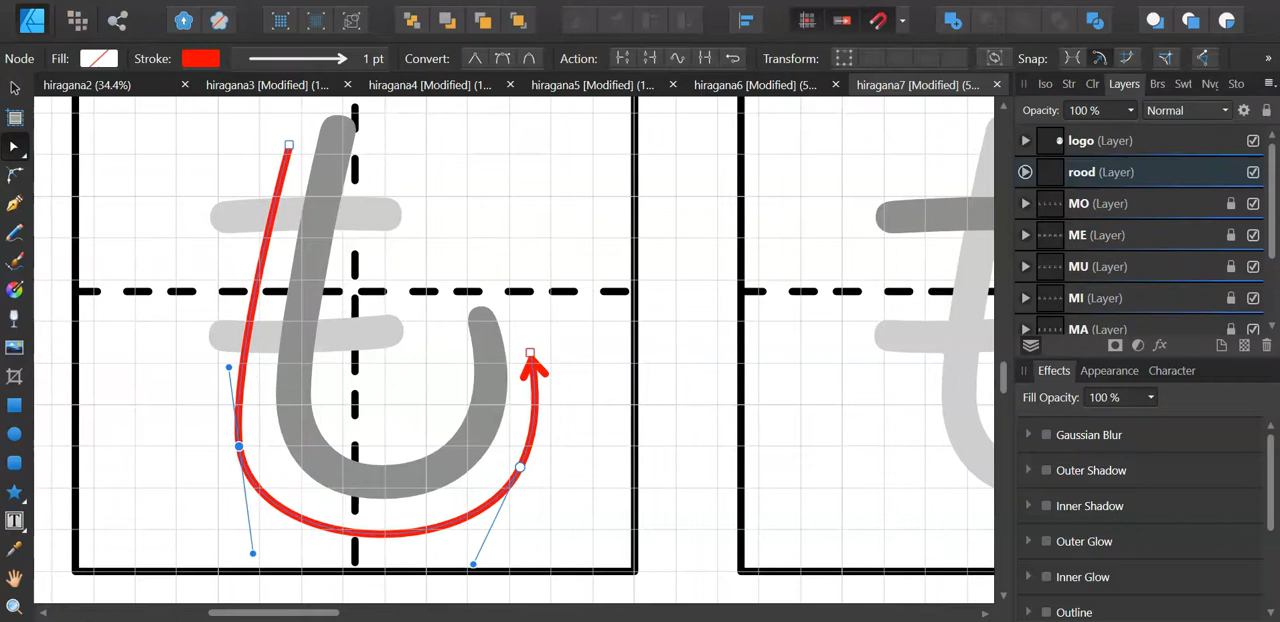 Node Fill: Stroke: 1 pt Convert: Action: Transform: Snap: »
hiragana2 (34.4%) hiragana3 [Modified] (1... hiragana4 [Modified] (1... hiragana5 [Modified] (1... hiragana6 [Modified] (5... hiragana7 [Modified] (5...
Iso Str Clr Layers Brs Swt Nvg Sto
Opacity: 100 % Normal
logo (Layer)
rood (Layer)
MO (Layer)
ME (Layer)
MU (Layer)
MI (Layer)
MA (Layer)
Effects Appearance Character
Fill Opacity: 100 %
Gaussian Blur
Outer Shadow
Inner Shadow
Outer Glow
Inner Glow
Outline
も